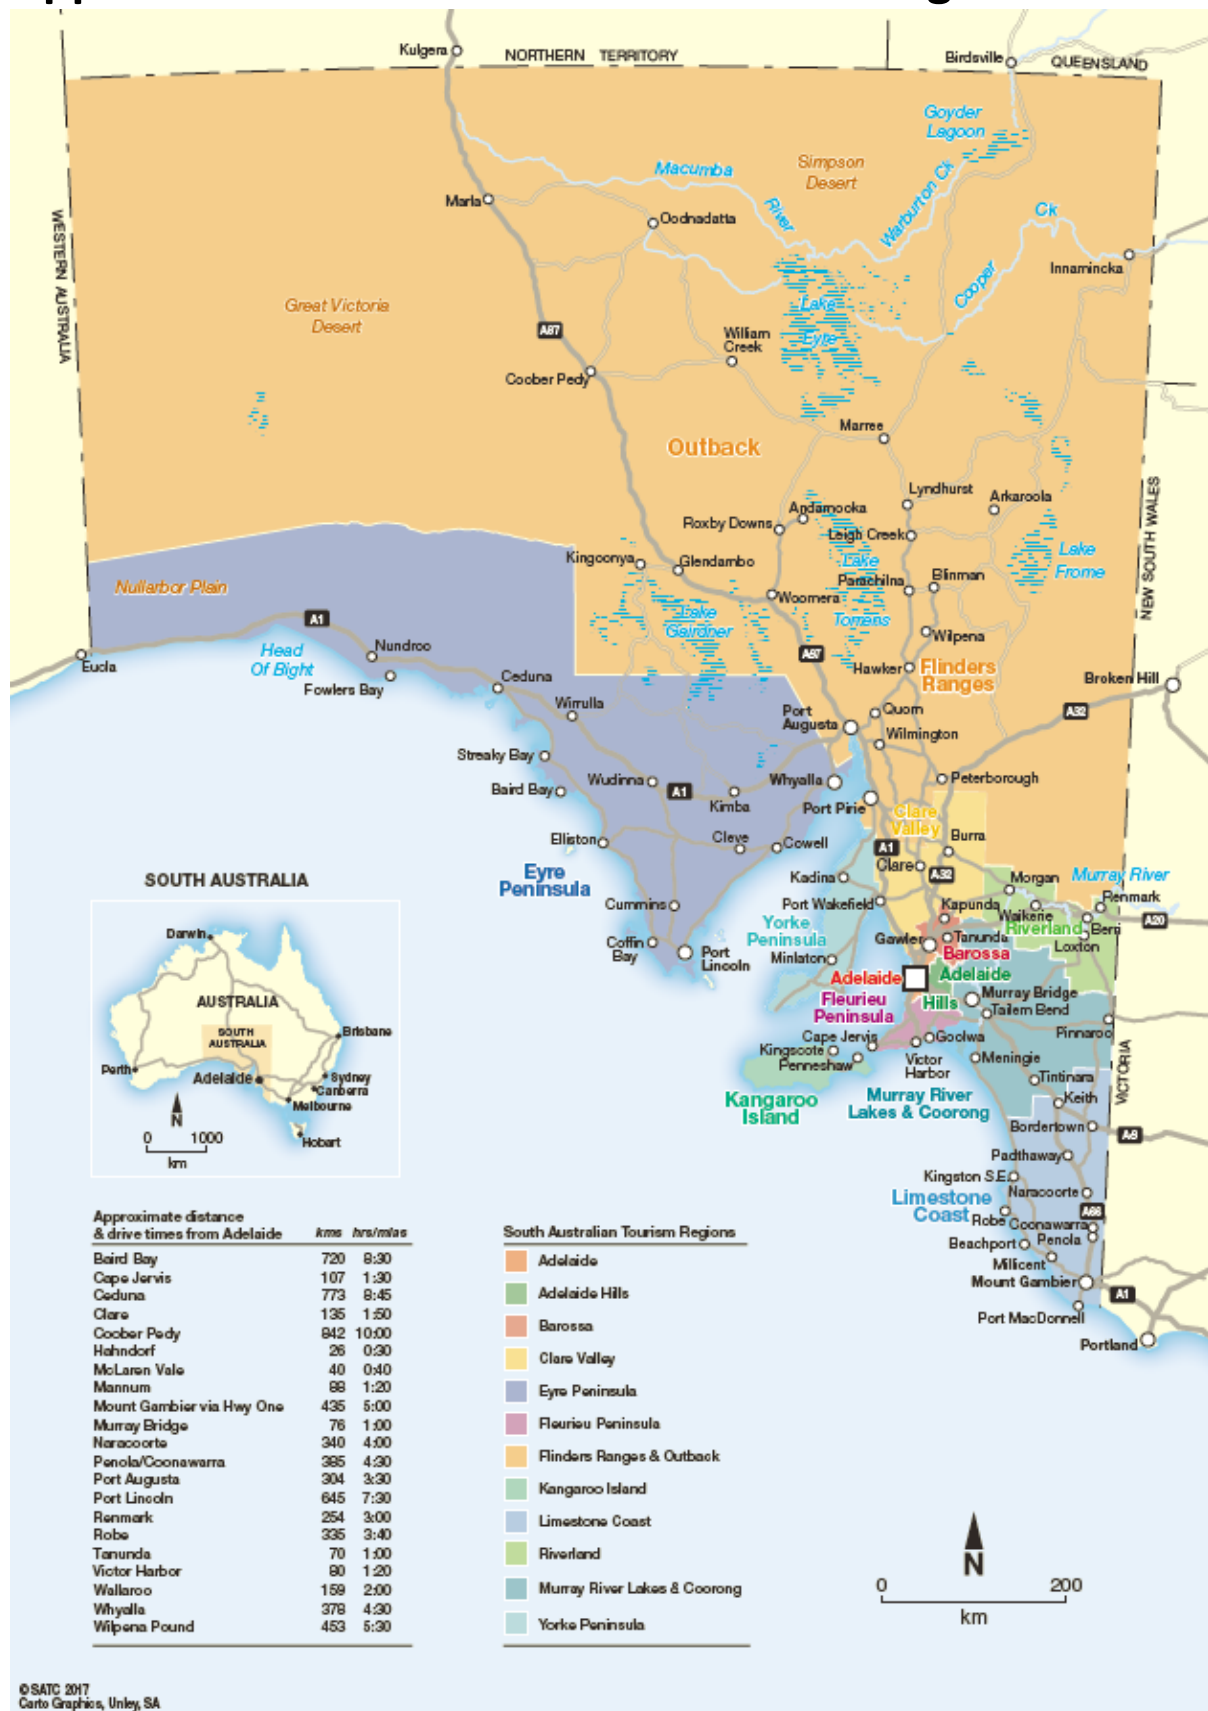 Kulgera
NORTHERN TERRITORY
Birdsville
QUEENSLAND
Goyder
Lagoon
Simpson
Desert
Macumba
River
Warburton Ck
Marla
Oodnadatta
Ck
Cooper
Innamincka
WESTERN AUSTRALIA
Great Victoria
Desert
A87
Lake
Eyre
William
Creek
Coober Pedy
Marree
Outback
Lyndhurst
Arkaroola
Andamooka
Roxby Downs
Leigh Creek
NEW SOUTH WALES
Kingoonya
Glendambo
Lake
Torrens
Lake
Frome
Parachilna
Blinman
Nullarbor Plain
Woomera
Lake
Gairdner
A1
Wilpena
Nundroo
Head
Of Bight
Eucla
A87
Hawker
Flinders
Ranges
Broken Hill
Fowlers Bay
Ceduna
Wirrulla
Port
Augusta
Quorn
A32
Wilmington
Streaky Bay
Wudinna
Whyalla
Peterborough
Baird Bay
A1
Kimba
Port Pirie
Clare
Valley
Elliston
Cleve
Cowell
Burra
A1
Clare
A32
Eyre
Peninsula
Kadina
Morgan
Murray River
Renmark
Cummins
Port Wakefield
Kapunda
Waikerie
Riverland
Berri
A20
Loxton
Yorke
Peninsula
Gawler
Tanunda
Barossa
Coffin
Bay
Port
Lincoln
Minlaton
Adelaide
Adelaide
Hills
Fleurieu
Peninsula
Murray Bridge
Tailem Bend
Pinnaroo
Cape Jervis
Goolwa
Kingscote
Penneshaw
Victor
Harbor
Meningie
Tintinara
VICTORIA
Kangaroo
Island
Murray River
Lakes & Coorong
Keith
Bordertown
A8
Padthaway
Kingston S.E.
Naracoorte
Limestone
Coast
A66
Robe
Coonawarra
Beachport
Penola
Millicent
Mount Gambier
A1
Port MacDonnell
Portland
SOUTH AUSTRALIA
Darwin
AUSTRALIA
SOUTH
AUSTRALIA
Brisbane
Perth
Adelaide
Sydney
Canberra
Melbourne
Hobart
N
0 1000
km
Approximate distance
& drive times from Adelaide kms hrs/mins
Baird Bay 720 8:30
Cape Jervis 107 1:30
Ceduna 773 8:45
Clare 135 1:50
Coober Pedy 842 10:00
Hahndorf 26 0:30
McLaren Vale 40 0:40
Mannum 88 1:20
Mount Gambier via Hwy One 435 5:00
Murray Bridge 76 1:00
Naracoorte 340 4:00
Penola/Coonawarra 385 4:30
Port Augusta 304 3:30
Port Lincoln 645 7:30
Renmark 254 3:00
Robe 335 3:40
Tanunda 70 1:00
Victor Harbor 80 1:20
Wallaroo 159 2:00
Whyalla 378 4:30
Wilpena Pound 453 5:30
South Australian Tourism Regions
Adelaide
Adelaide Hills
Barossa
Clare Valley
Eyre Peninsula
Fleurieu Peninsula
Flinders Ranges & Outback
Kangaroo Island
Limestone Coast
Riverland
Murray River Lakes & Coorong
Yorke Peninsula
N
0 200
km
©SATC 2017
Carto Graphics, Unley, SA